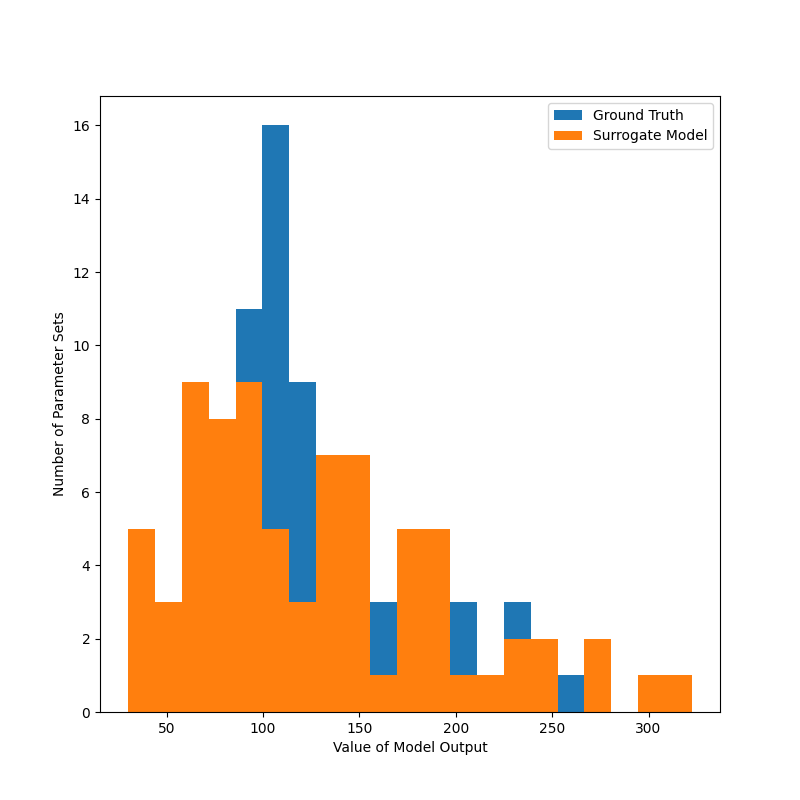 Ground Truth
Surrogate Model
16
14
12
10
8
6
4
2
0
Number of Parameter Sets
50 100 150 200 250 300
Value of Model Output